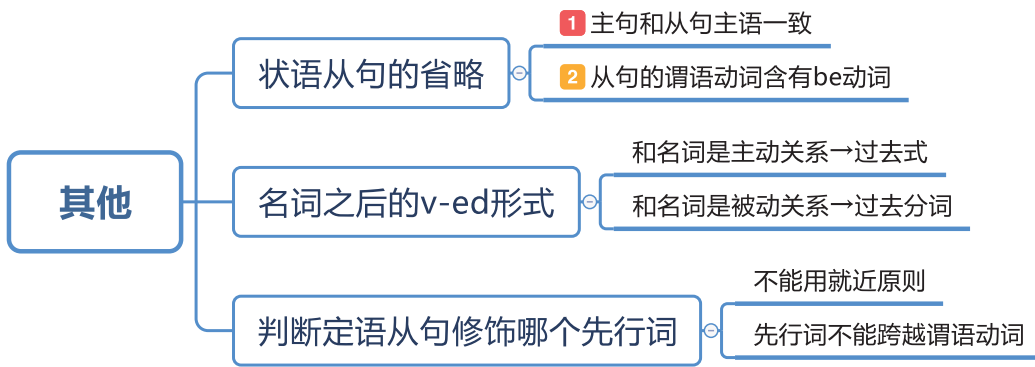 其他
状语从句的省略
1 主句和从句主语一致
2 从句的谓语动词含有be动词
名词之后的v-ed形式
和名词是主动关系→过去式
和名词是被动关系→过去分词
判断定语从句修饰哪个先行词
不能用就近原则
先行词不能跨越谓语动词